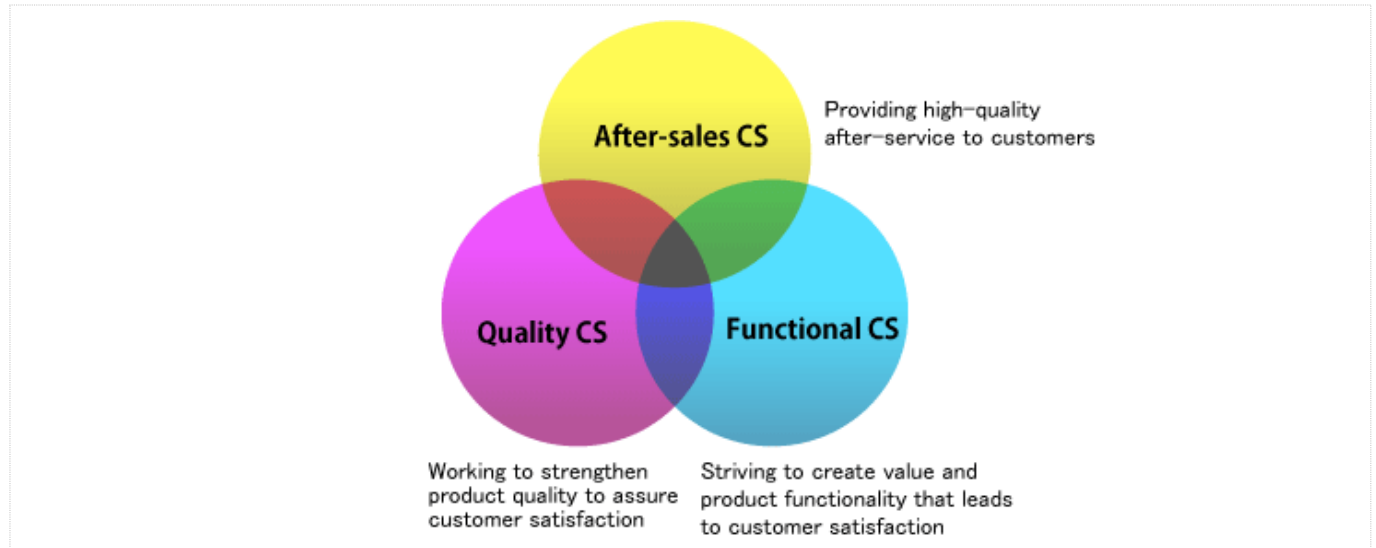 After-sales CS
Providing high-quality
after-service to customers
Quality CS
Functional CS
Working to strengthen
product quality to assure
customer satisfaction
Striving to create value and
product functionality that leads
to customer satisfaction